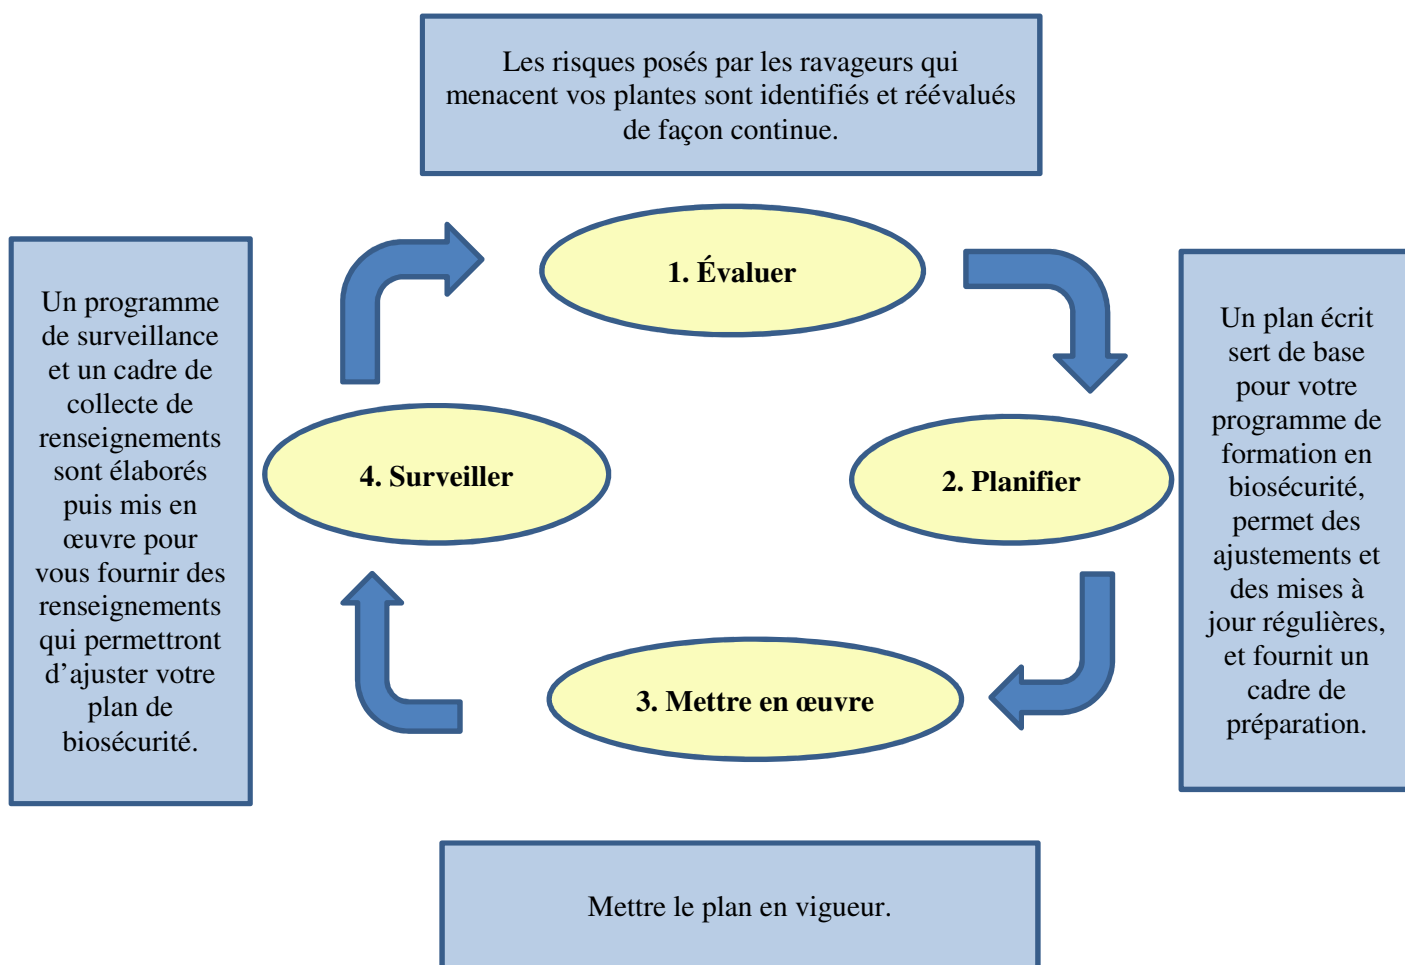 Les risques posés par les ravageurs qui
menacent vos plantes sont identifiés et réévalués
de façon continue.
1. Évaluer
Un plan écrit
sert de base
pour votre
programme de
formation en
biosécurité,
permet des
ajustements et
des mises à
jour régulières,
et fournit un
cadre de
préparation.
2. Planifier
3. Mettre en œuvre
Mettre le plan en vigueur.
4. Surveiller
Un programme
de surveillance
et un cadre de
collecte de
renseignements
sont élaborés
puis mis en
œuvre pour
vous fournir des
renseignements
qui permettront
d’ajuster votre
plan de
biosécurité.